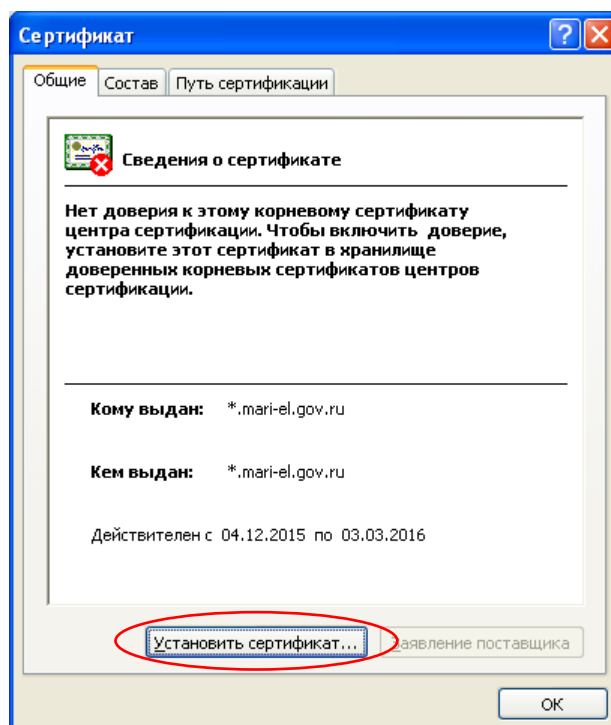 Сертификат
Общие Состав Путь сертификации
Сведения о сертификате
Нет доверия к этому корневому сертификату
центра сертификации. Чтобы включить доверие,
установите этот сертификат в хранилище
доверенных корневых сертификатов центров
сертификации.
Кому выдан: *.mari-el.gov.ru
Кем выдан: *.mari-el.gov.ru
Действителен с 04.12.2015 по 03.03.2016
Установить сертификат... Заявление поставщика
ОК